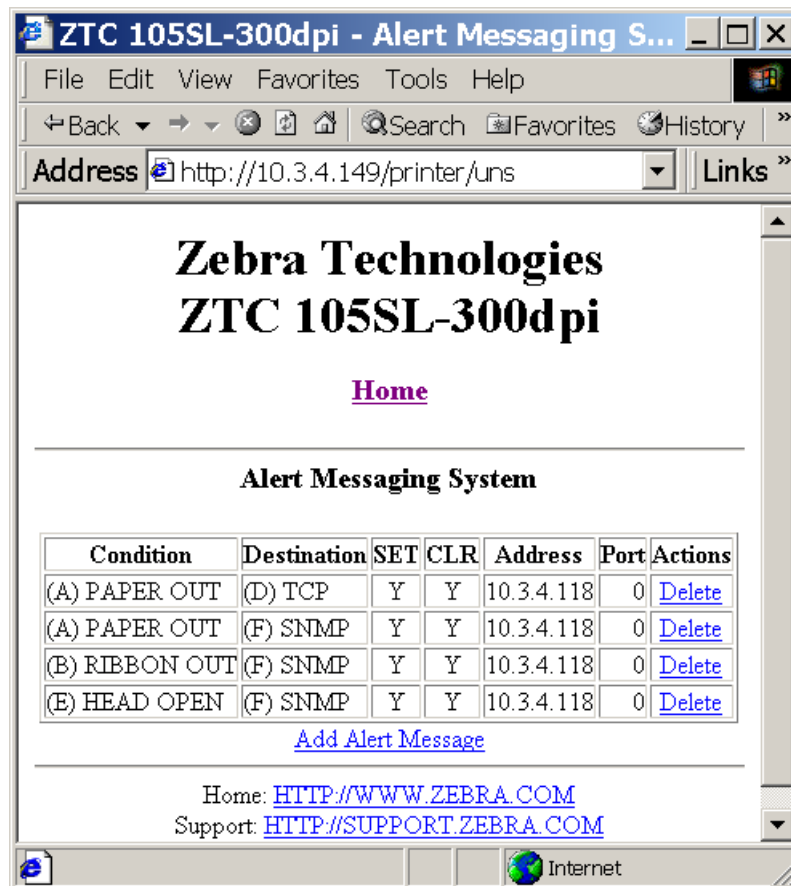 ZTC 105SL-300dpi - Alert Messaging S...
File Edit View Favorites Tools Help
Back Search Favorites History »
Address http://10.3.4.149/printer/uns Links »
Zebra Technologies
ZTC 105SL-300dpi
Home
Alert Messaging System
Condition Destination SET CLR Address Port Actions
(A) PAPER OUT (D) TCP Y Y 10.3.4.118 0 Delete
(A) PAPER OUT (F) SNMP Y Y 10.3.4.118 0 Delete
(B) RIBBON OUT (F) SNMP Y Y 10.3.4.118 0 Delete
(E) HEAD OPEN (F) SNMP Y Y 10.3.4.118 0 Delete
Add Alert Message
Home: HTTP://WWW.ZEBRA.COM
Support: HTTP://SUPPORT.ZEBRA.COM
Internet